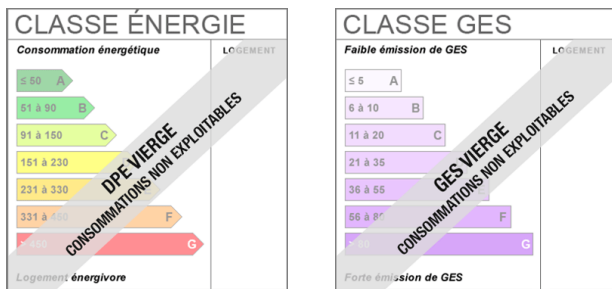 CLASSE ÉNERGIE
Consommation énergétique
LOGEMENT
≤ 50 A
51 à 90 B
91 à 150 C
151 à 230
231 à 330
331 à 450 F
> 450 G
Logement énergivore
DPE VIERGE
CONSOMMATIONS NON EXPLOITABLES
CLASSE GES
Faible émission de GES
LOGEMENT
≤ 5 A
6 à 10 B
11 à 20 C
21 à 35
36 à 55
56 à 80 F
> 80 G
Forte émission de GES
GES VIERGE
CONSOMMATIONS NON EXPLOITABLES